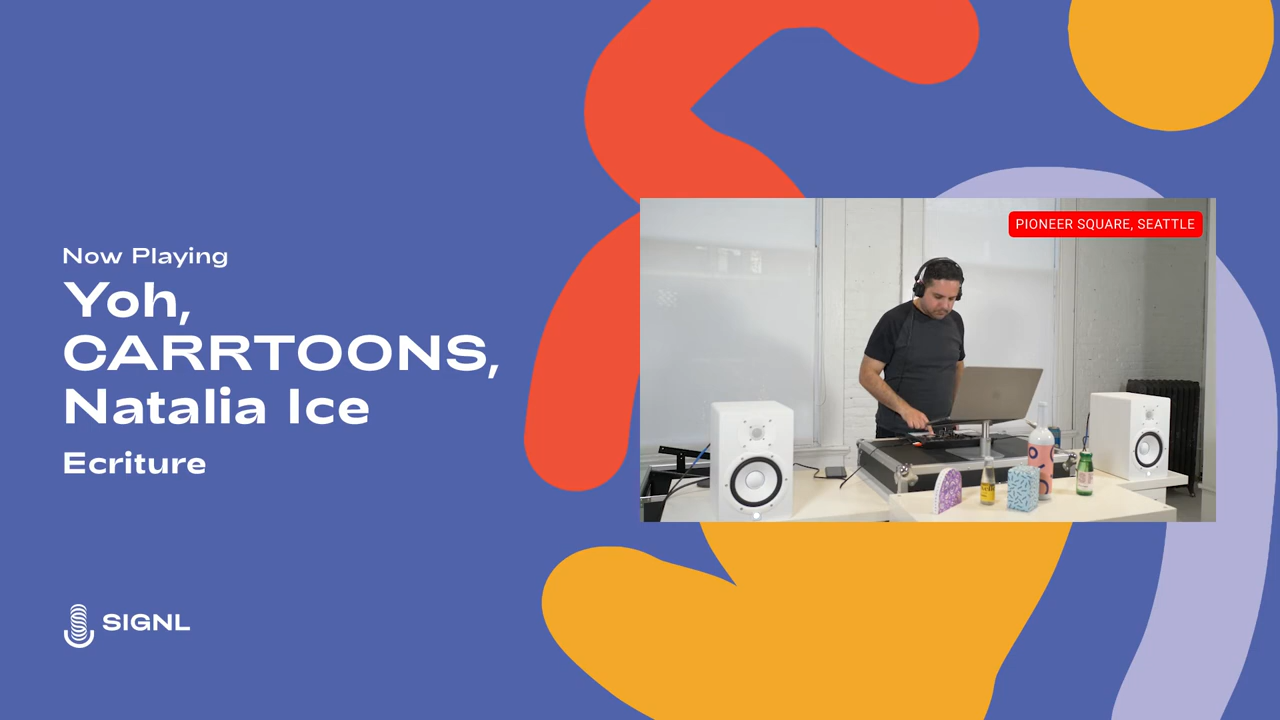 Now Playing
Yoh,
CARRTOONS,
Natalia Ice
Ecriture
SIGNL
PIONEER SQUARE, SEATTLE